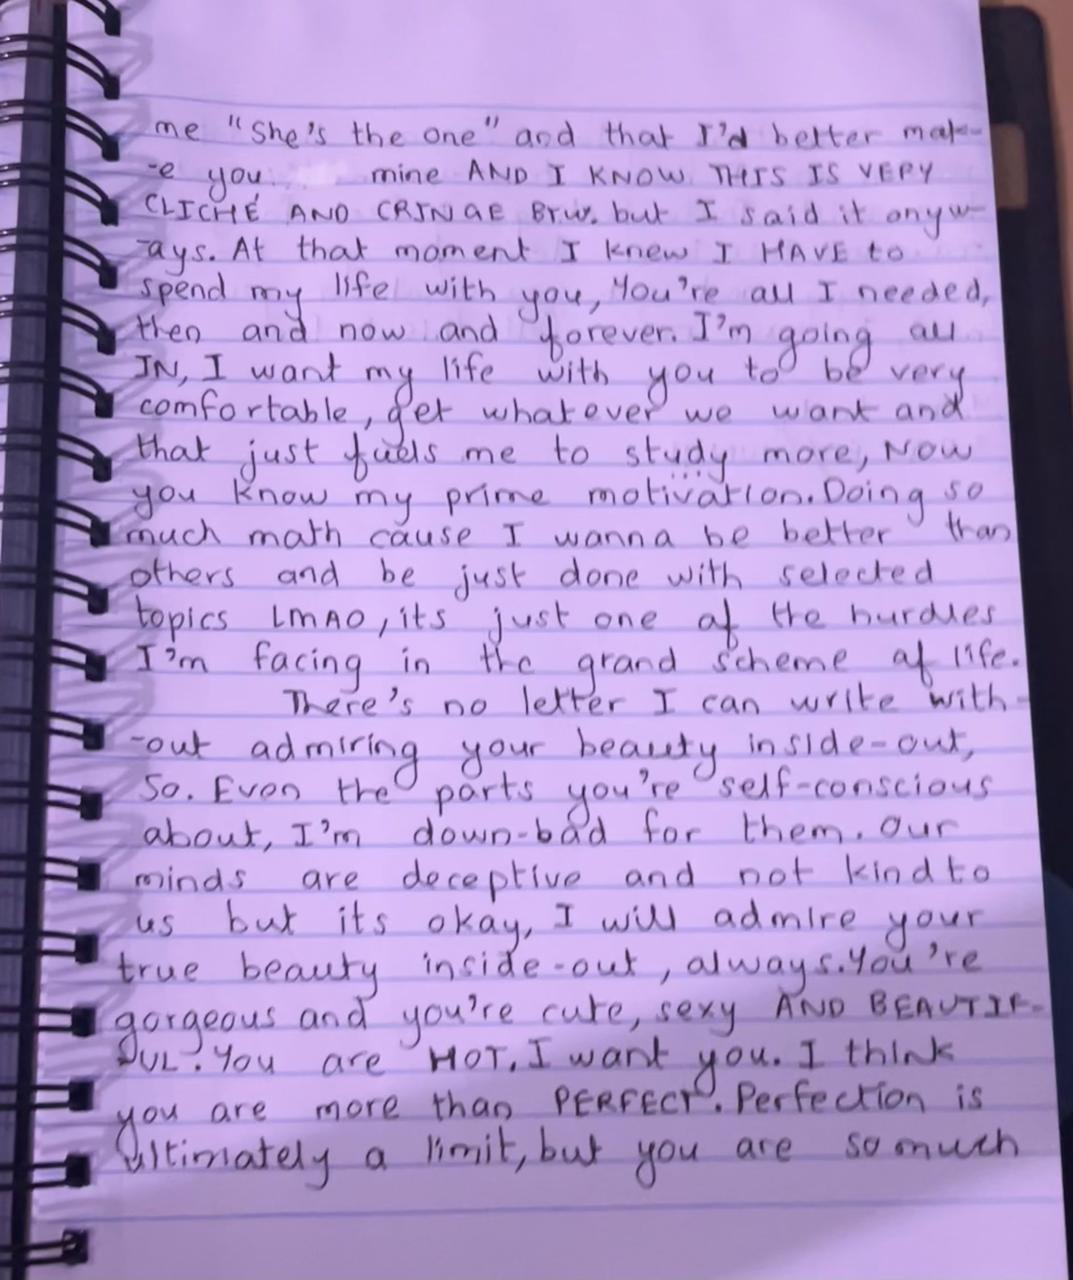 me "She's the one" and that I'd better mak-
-e you mine AND I KNOW THIS IS VERY
CLICHÉ AND CRINGE Btw. but I said it anyw-
-ays. At that moment I knew I HAVE to
spend my life with you, You're all I needed,
then and now and forever. I'm going all
IN, I want my life with you to be very
comfortable, get whatever we want and
that just fuels me to study more, NOW
you know my prime motivation. Doing so
much math cause I wanna be better than
others and be just done with selected
topics LMAO, its just one of the hurdles
I'm facing in the grand scheme of life.
There's no letter I can write with-
-out admiring your beauty inside-out,
So. Even the parts you're self-conscious
about, I'm down-bad for them. Our
minds are deceptive and not kind to
us but its okay, I will admire your
true beauty inside-out, always. You're
gorgeous and you're cute, sexy AND BEAUTIF-
-UL. You are HOT. I want you. I think
you are more than PERFECT. Perfection is
ultimately a limit, but you are so much